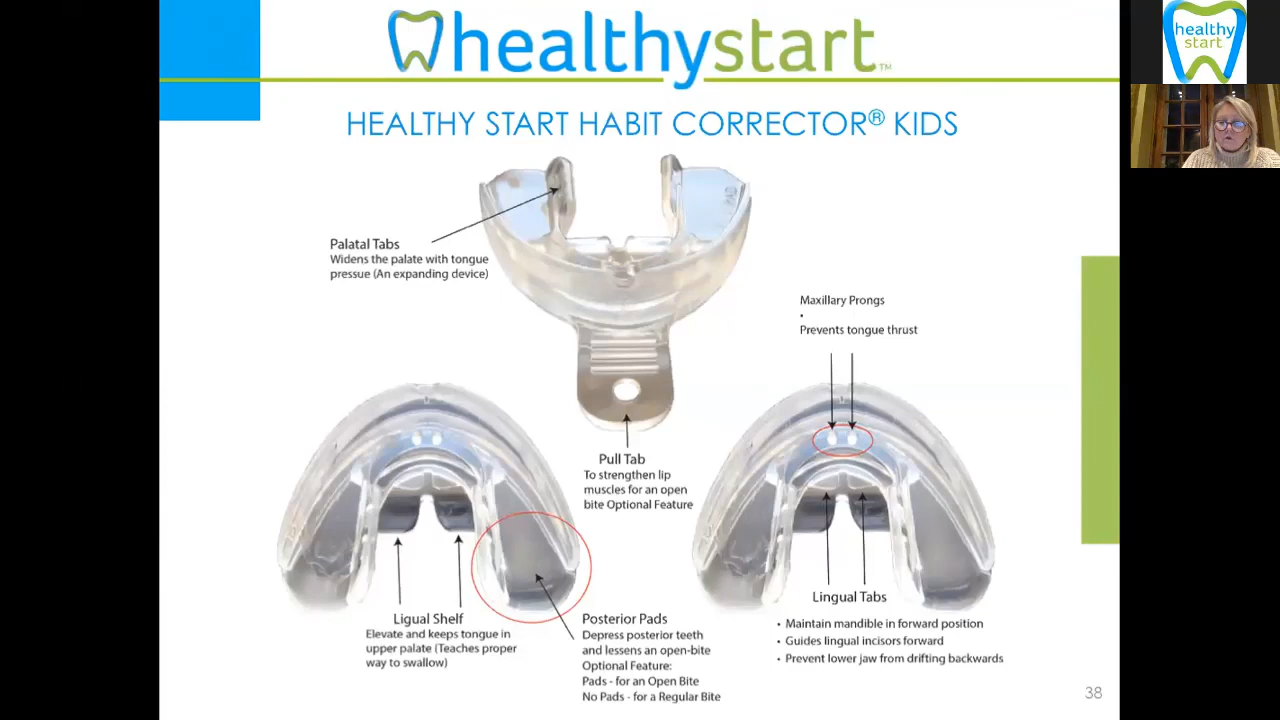 healthystart™
healthy
start
HEALTHY START HABIT CORRECTOR® KIDS
Palatal Tabs
Widens the palate with tongue
pressue (An expanding device)
Maxillary Prongs
•
Prevents tongue thrust
Pull Tab
To strengthen lip
muscles for an open
bite Optional Feature
Ligual Shelf
Elevate and keeps tongue in
upper palate (Teaches proper
way to swallow)
Posterior Pads
Depress posterior teeth
and lessens an open-bite
Optional Feature:
Pads - for an Open Bite
No Pads - for a Regular Bite
Lingual Tabs
• Maintain mandible in forward position
• Guides lingual incisors forward
• Prevent lower jaw from drifting backwards
38